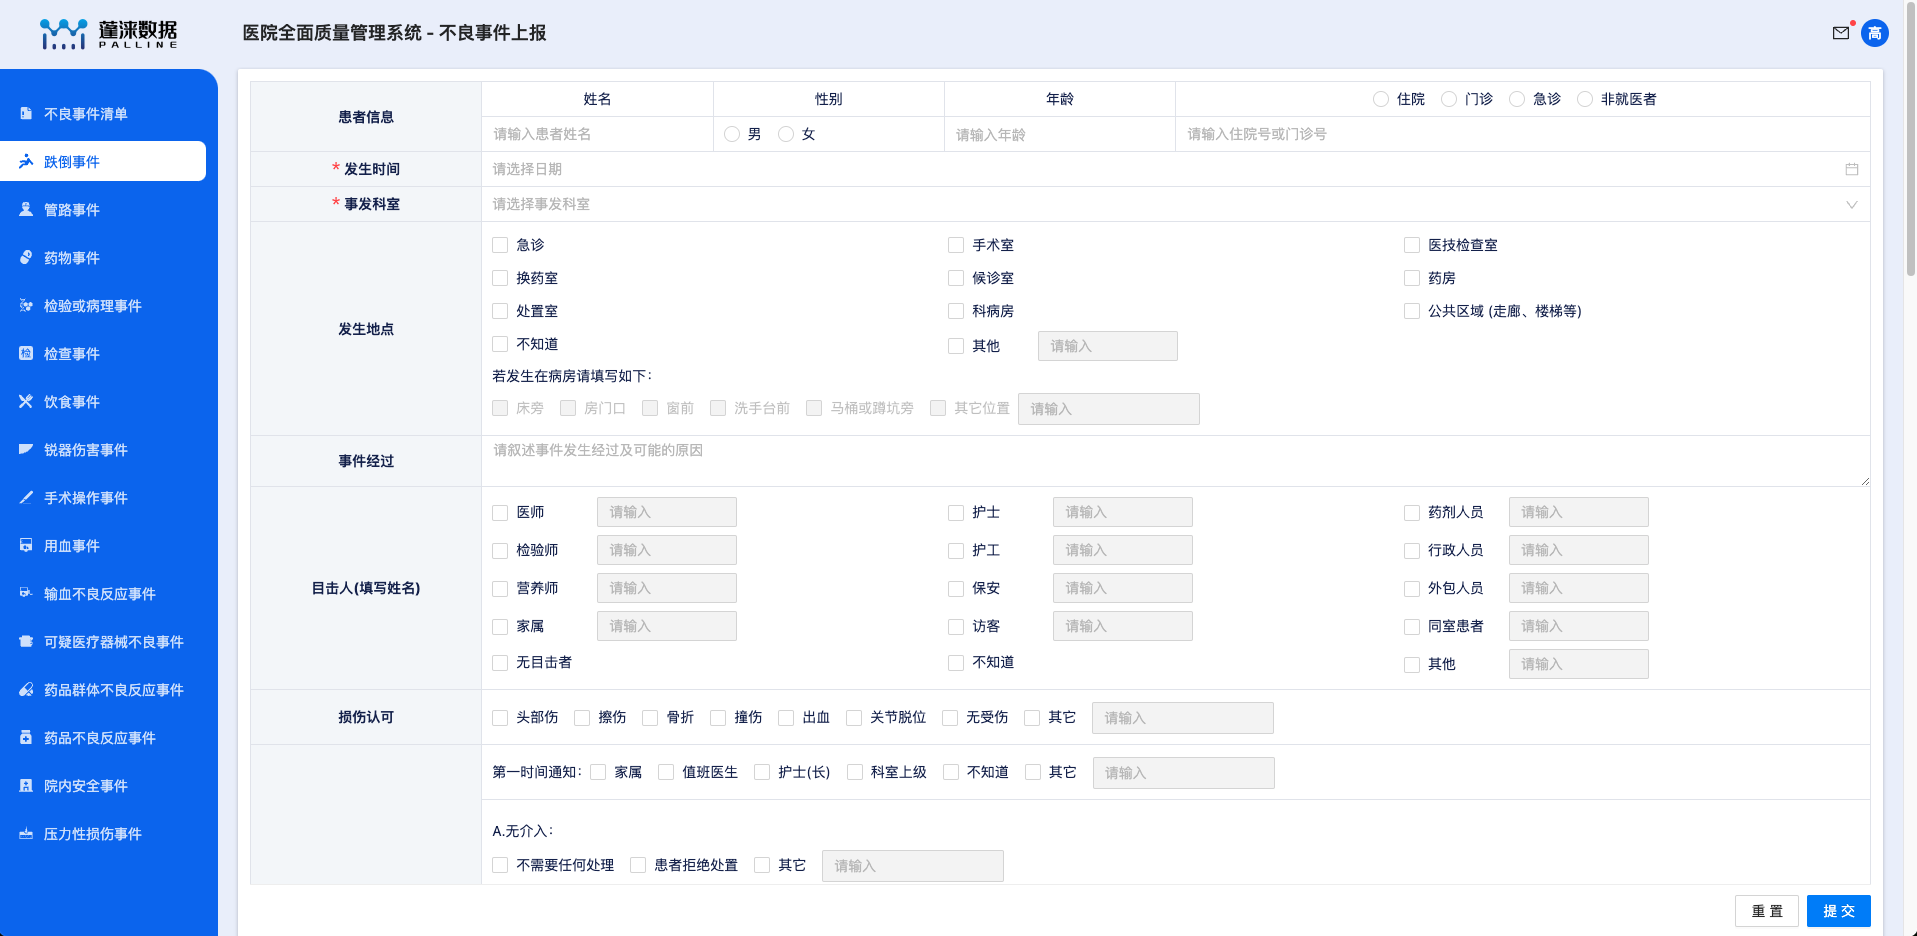 蓬涞数据
PALLINE
医院全面质量管理系统 - 不良事件上报
高
不良事件清单
跌倒事件
管路事件
药物事件
检验或病理事件
检查事件
饮食事件
锐器伤害事件
手术操作事件
用血事件
输血不良反应事件
可疑医疗器械不良事件
药品群体不良反应事件
药品不良反应事件
院内安全事件
压力性损伤事件
患者信息
姓名 性别 年龄 住院 门诊 急诊 非就医者
请输入患者姓名 男 女 请输入年龄 请输入住院号或门诊号
* 发生时间 请选择日期
* 事发科室 请选择事发科室
发生地点
急诊 手术室 医技检查室
换药室 候诊室 药房
处置室 科病房 公共区域 (走廊、楼梯等)
不知道 其他 请输入
若发生在病房请填写如下:
床旁 房门口 窗前 洗手台前 马桶或蹲坑旁 其它位置 请输入
事件经过 请叙述事件发生经过及可能的原因
目击人(填写姓名)
医师 请输入 护士 请输入 药剂人员 请输入
检验师 请输入 护工 请输入 行政人员 请输入
营养师 请输入 保安 请输入 外包人员 请输入
家属 请输入 访客 请输入 同室患者 请输入
无目击者 不知道 其他 请输入
损伤认可 头部伤 擦伤 骨折 撞伤 出血 关节脱位 无受伤 其它 请输入
第一时间通知: 家属 值班医生 护士(长) 科室上级 不知道 其它 请输入
A.无介入:
不需要任何处理 患者拒绝处置 其它 请输入
重 置 提 交